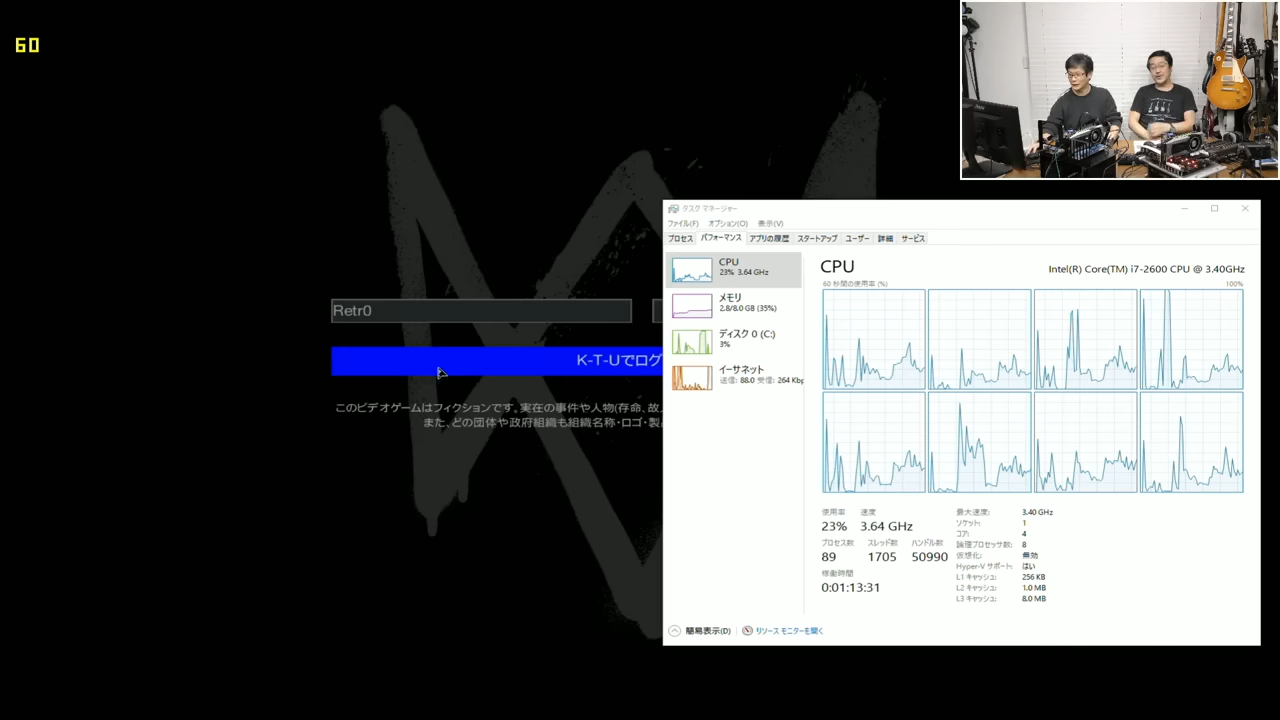 60
タスク マネージャー
ファイル(F) オプション(O) 表示(V)
プロセス パフォーマンス アプリの履歴 スタートアップ ユーザー 詳細 サービス
CPU
23% 3.64 GHz
メモリ
2.8/8.0 GB (35%)
ディスク 0 (C:)
3%
イーサネット
送信: 88.0 受信: 264 Kbp
CPU
Intel(R) Core(TM) i7-2600 CPU @ 3.40GHz
60 秒間の使用率 (%)
100%
Retr0
K-T-Uでログ
このビデオゲームはフィクションです。実在の事件や人物(存命、故
また、どの団体や政府組織も組織名称・ロゴ・製
使用率 速度
23% 3.64 GHz
プロセス数 スレッド数 ハンドル数
89 1705 50990
稼働時間
0:01:13:31
最大速度: 3.40 GHz
ソケット: 1
コア: 4
論理プロセッサ数: 8
仮想化: 無効
Hyper-V サポート: はい
L1 キャッシュ: 256 KB
L2 キャッシュ: 1.0 MB
L3 キャッシュ: 8.0 MB
簡易表示(D)
リソース モニターを開く